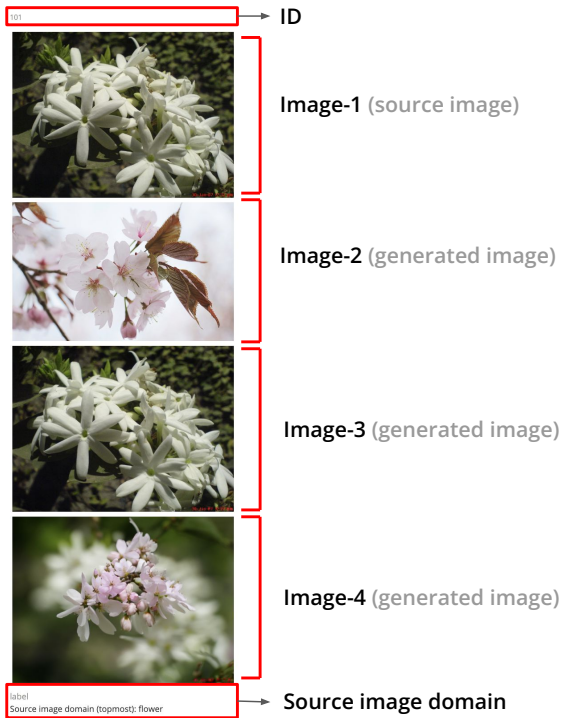 101
ID
Image-1 (source image)
Image-2 (generated image)
Image-3 (generated image)
Image-4 (generated image)
label
Source image domain (topmost): flower
Source image domain